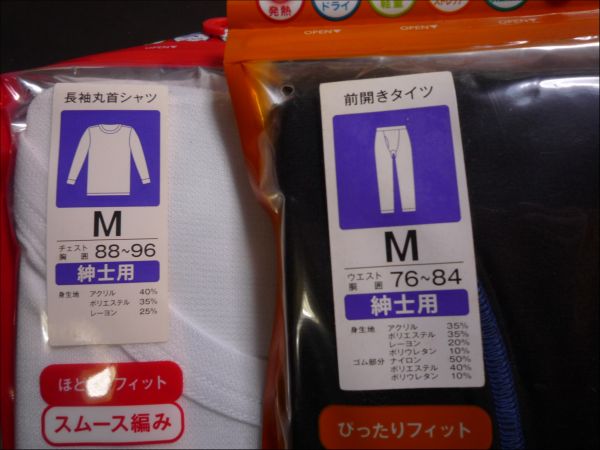 OPEN▼
長袖丸首シャツ
M
チェスト
胸 囲 88~96
紳士用
身生地 アクリル 40%
ポリエステル 35%
レーヨン 25%
スムース編み
発熱
ドライ
軽量
OPEN▼
OPEN▼
前開きタイツ
M
ウエスト
胸 囲 76~84
紳士用
身生地 アクリル 35%
ポリエステル 35%
レーヨン 20%
ポリウレタン 10%
ゴム部分 ナイロン 50%
ポリエステル 40%
ポリウレタン 10%
ぴったりフィット